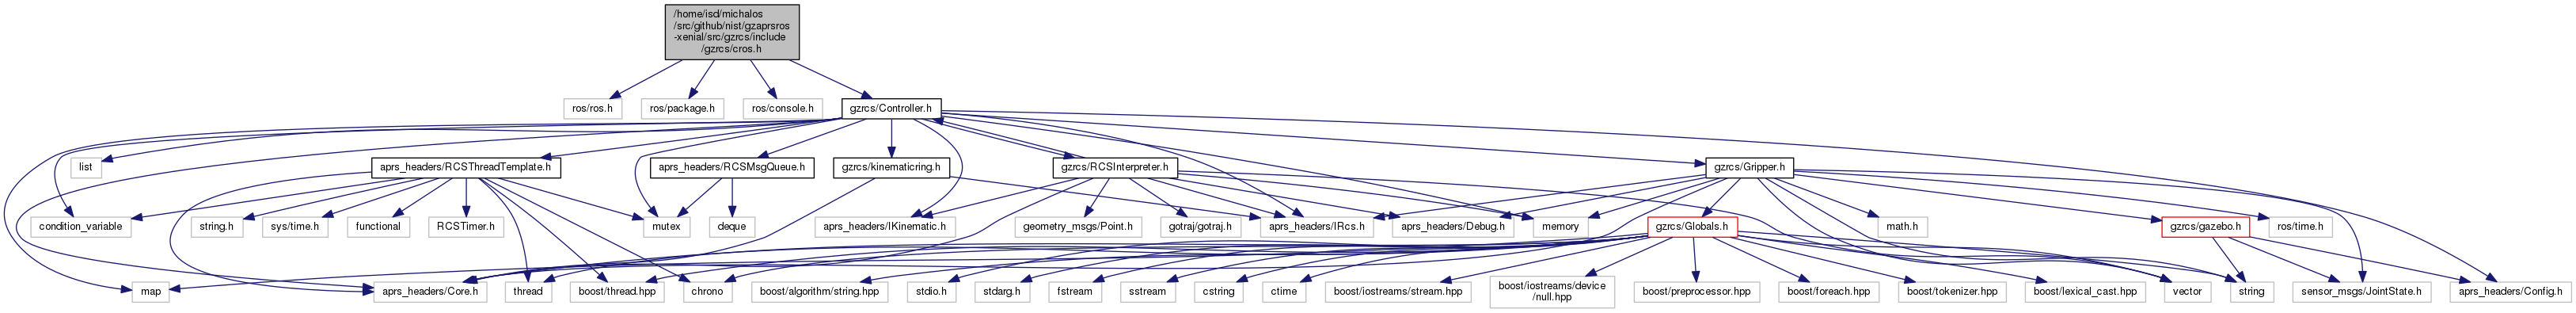 /home/isd/michalos
/src/github/nist/gzaprsros
-xenial/src/gzrcs/include
/gzrcs/cros.h
ros/ros.h
ros/package.h
ros/console.h
gzrcs/Controller.h
list
aprs_headers/RCSThreadTemplate.h
aprs_headers/RCSMsgQueue.h
gzrcs/kinematicring.h
gzrcs/RCSInterpreter.h
gzrcs/Gripper.h
condition_variable
string.h
sys/time.h
functional
RCSTimer.h
mutex
deque
aprs_headers/IKinematic.h
geometry_msgs/Point.h
gotraj/gotraj.h
aprs_headers/IRcs.h
aprs_headers/Debug.h
memory
gzrcs/Globals.h
math.h
gzrcs/gazebo.h
ros/time.h
map
aprs_headers/Core.h
thread
boost/thread.hpp
chrono
boost/algorithm/string.hpp
stdio.h
stdarg.h
fstream
sstream
cstring
ctime
boost/iostreams/stream.hpp
boost/iostreams/device
/null.hpp
boost/preprocessor.hpp
boost/foreach.hpp
boost/tokenizer.hpp
boost/lexical_cast.hpp
vector
string
sensor_msgs/JointState.h
aprs_headers/Config.h